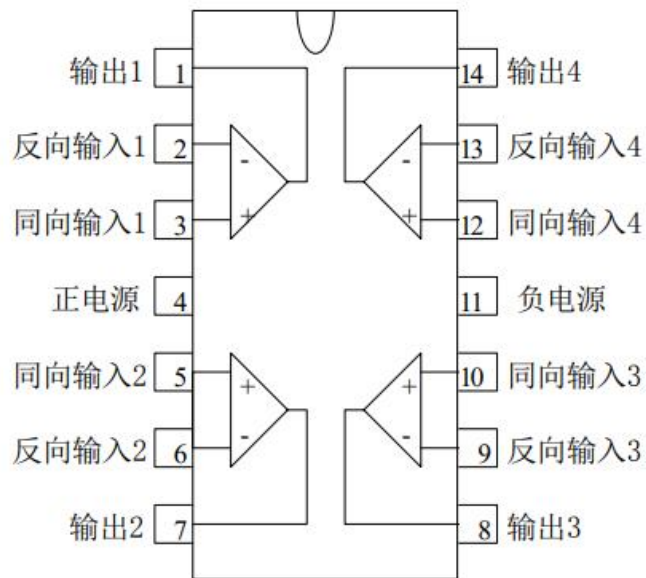 输出1 1 14 输出4
反向输入1 2 - - 13 反向输入4
同向输入1 3 + + 12 同向输入4
正电源 4 11 负电源
同向输入2 5 + + 10 同向输入3
反向输入2 6 - - 9 反向输入3
输出2 7 8 输出3